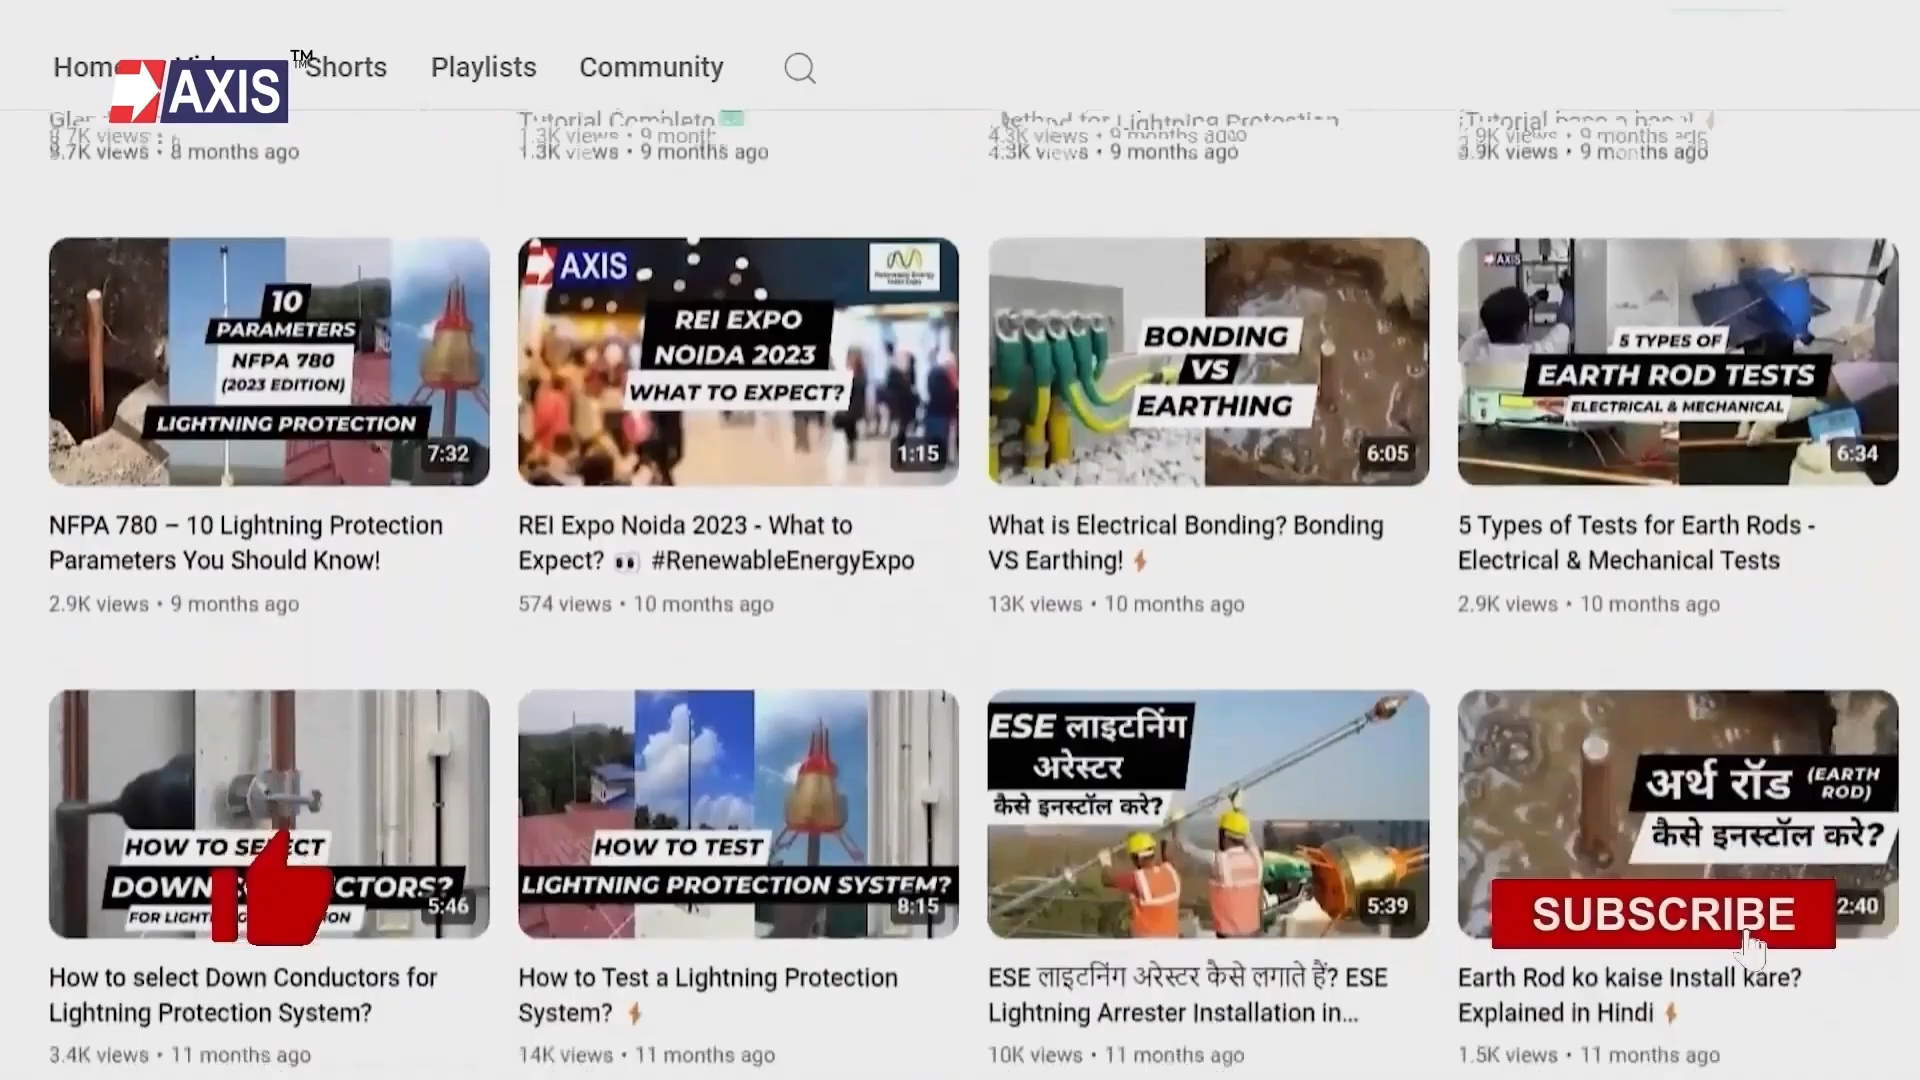 Home Shorts Playlists Community
AXIS
TM
8 months ago
1.3K views • 9 months ago
4.3K views • 9 months ago
3.9K views • 9 months ago
10
PARAMETERS
NFPA 780
(2023 EDITION)
LIGHTNING PROTECTION
7:32
AXIS
REI EXPO
NOIDA 2023
WHAT TO EXPECT?
1:15
BONDING
VS
EARTHING
6:05
AXIS
5 TYPES OF
EARTH ROD TESTS
ELECTRICAL & MECHANICAL
6:34
NFPA 780 – 10 Lightning Protection
Parameters You Should Know!
2.9K views • 9 months ago
REI Expo Noida 2023 - What to
Expect? 👀 #RenewableEnergyExpo
574 views • 10 months ago
What is Electrical Bonding? Bonding
VS Earthing! ⚡
13K views • 10 months ago
5 Types of Tests for Earth Rods -
Electrical & Mechanical Tests
2.9K views • 10 months ago
HOW TO SELECT
DOWN CTORS?
FOR
5:46
HOW TO TEST
LIGHTNING PROTECTION SYSTEM?
8:15
ESE लाइटनिंग
अरेस्टर
कैसे इनस्टॉल करे?
5:39
अर्थ रॉड (EARTH
ROD)
कैसे इनस्टॉल करे?
2:40
SUBSCRIBE
How to select Down Conductors for
Lightning Protection System?
3.4K views • 11 months ago
How to Test a Lightning Protection
System? ⚡
14K views • 11 months ago
ESE लाइटनिंग अरेस्टर कैसे लगाते हैं? ESE
Lightning Arrester Installation in...
10K views • 11 months ago
Earth Rod ko kaise Install kare?
Explained in Hindi ⚡
1.5K views • 11 months ago